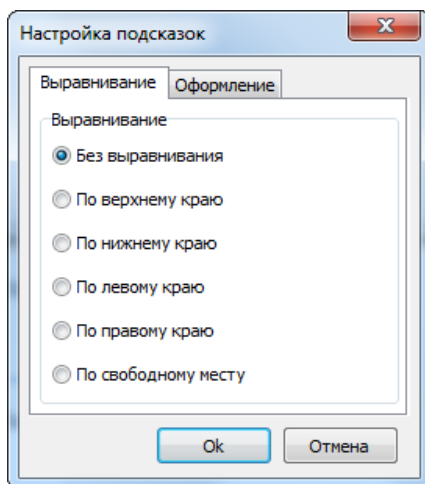 Настройка подсказок
Выравнивание Оформление
Выравнивание
Без выравнивания
По верхнему краю
По нижнему краю
По левому краю
По правому краю
По свободному месту
Ok Отмена